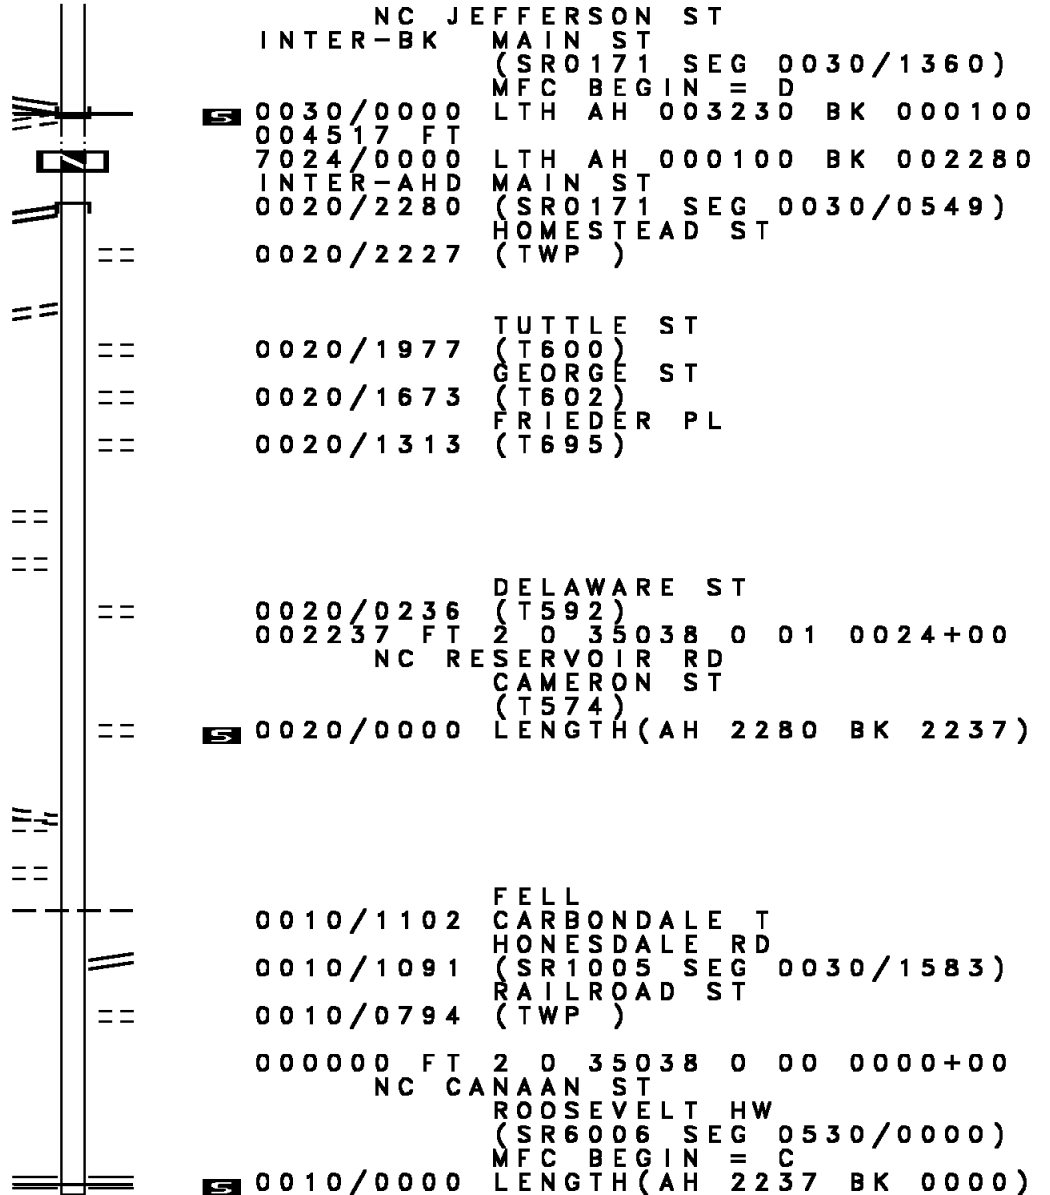 NC JEFFERSON ST
INTER-BK MAIN ST
(SR0171 SEG 0030/1360)
MFC BEGIN = D
S 0030/0000 LTH AH 003230 BK 000100
004517 FT
7024/0000 LTH AH 000100 BK 002280
INTER-AHD MAIN ST
0020/2280 (SR0171 SEG 0030/0549)
HOMESTEAD ST
0020/2227 (TWP )
TUTTLE ST
0020/1977 (T600)
GEORGE ST
0020/1673 (T602)
FRIEDER PL
0020/1313 (T695)
DELAWARE ST
0020/0236 (T592)
002237 FT 2 0 35038 0 01 0024+00
NC RESERVOIR RD
CAMERON ST
(T574)
S 0020/0000 LENGTH(AH 2280 BK 2237)
FELL
0010/1102 CARBONDALE T
HONESDALE RD
0010/1091 (SR1005 SEG 0030/1583)
RAILROAD ST
0010/0794 (TWP )
000000 FT 2 0 35038 0 00 0000+00
NC CANAAN ST
ROOSEVELT HW
(SR6006 SEG 0530/0000)
MFC BEGIN = C
S 0010/0000 LENGTH(AH 2237 BK 0000)